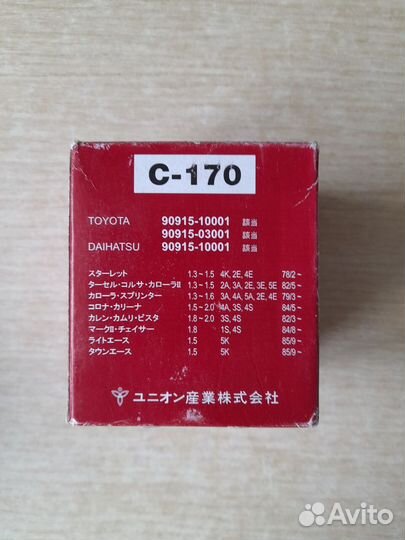 C-170
TOYOTA 90915-10001 該当
90915-03001 該当
DAIHATSU 90915-10001 該当
スターレット 1.3~1.5 4K, 2E, 4E 78/2~
ターセル・コルサ・カローラII 1.3~1.5 2A, 3A, 2E, 3E, 5E 82/5~
カローラ・スプリンター 1.3~1.6 3A, 4A, 5A, 2E, 4E 79/3~
コロナ・カリーナ 1.5~2.0 4A, 3S, 4S 84/5~
カレン・カムリ・ビスタ 1.8~2.0 3S, 4S 82/3~
マークII・チェイサー 1.8 1S, 4S 84/8~
ライトエース 1.5 5K 85/9~
タウンエース 1.5 5K 85/9~
ユニオン産業株式会社
Avito